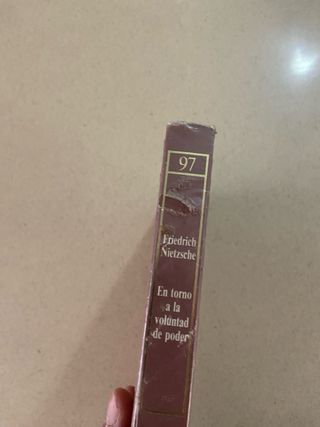 97
Friedrich
Nietzsche
En torno
a la
voluntad
de poder